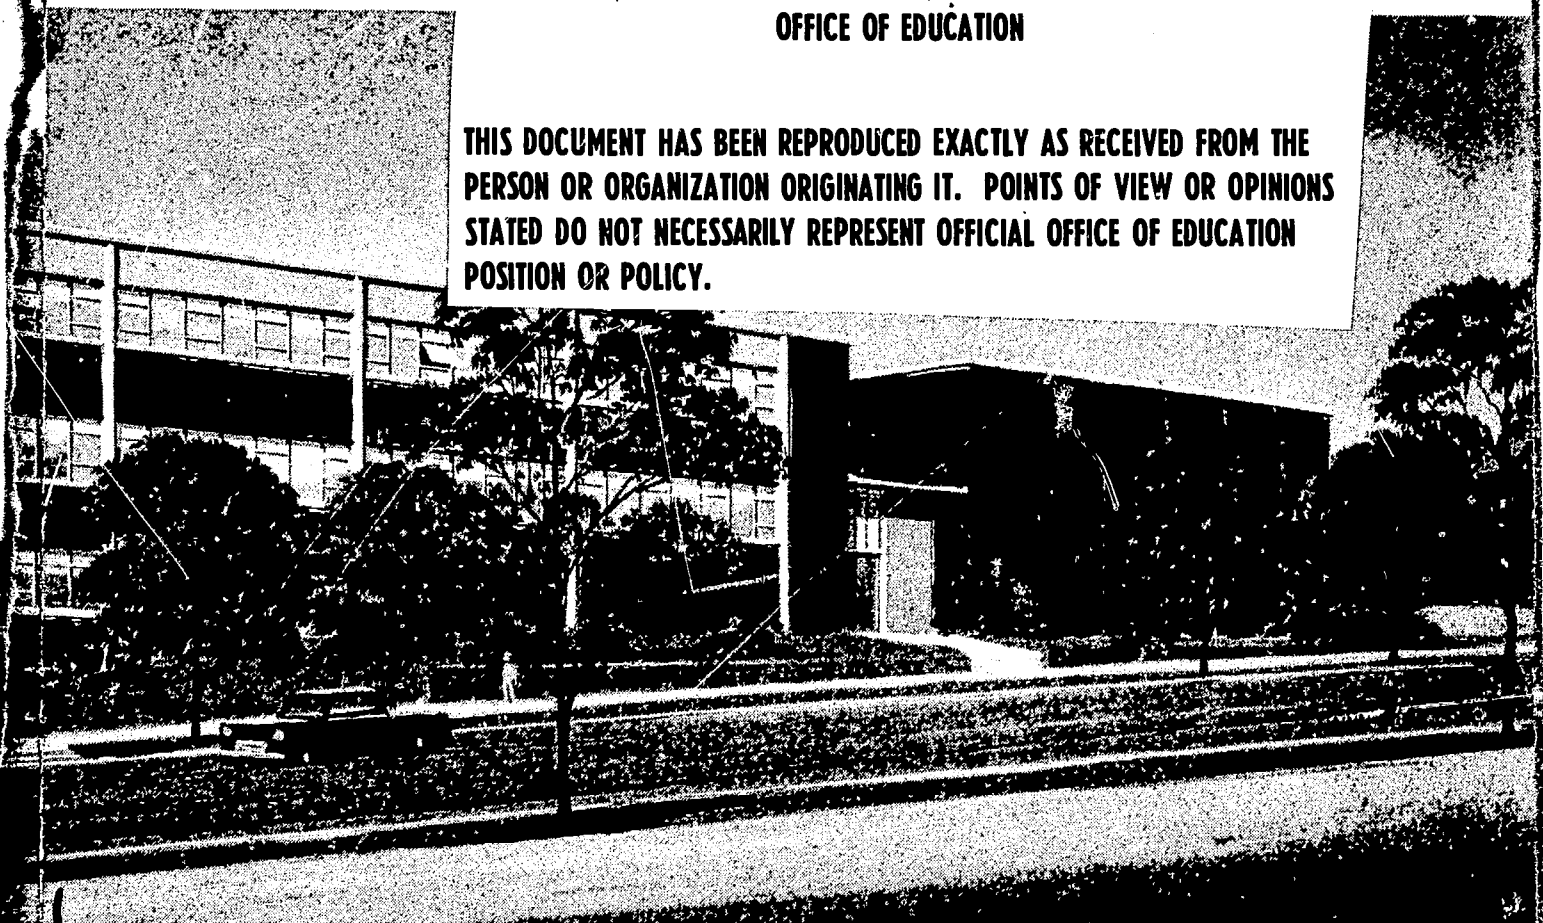 OFFICE OF EDUCATION
THIS DOCUMENT HAS BEEN REPRODUCED EXACTLY AS RECEIVED FROM THE
PERSON OR ORGANIZATION ORIGINATING IT. POINTS OF VIEW OR OPINIONS
STATED DO NOT NECESSARILY REPRESENT OFFICIAL OFFICE OF EDUCATION
POSITION OR POLICY.